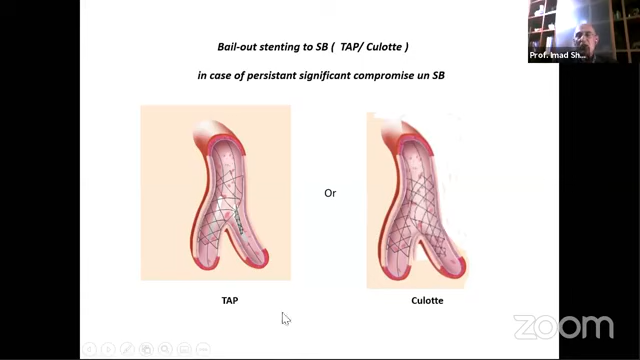 Bail-out stenting to SB ( TAP/ Culotte )
in case of persistant significant compromise un SB
Prof. Imad Sh...
Or
TAP
Culotte
zoom